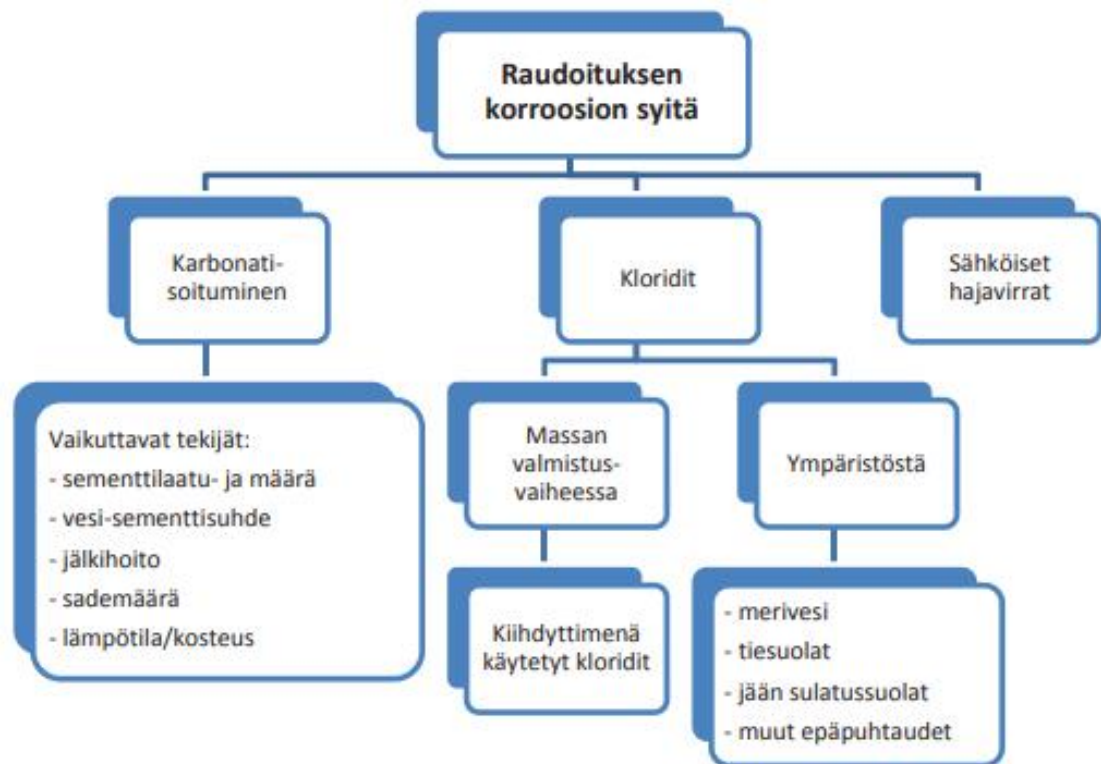 Raudoituksen
korroosion syitä
Karbonati-
soituminen
Kloridit
Sähköiset
hajavirrat
Vaikuttavat tekijät:
- sementtilaatu- ja määrä
- vesi-sementtisuhde
- jälkihoito
- sademäärä
- lämpötila/kosteus
Massan
valmistus-
vaiheessa
Ympäristöstä
Kiihdyttimenä
käytetyt kloridit
- merivesi
- tiesuolat
- jään sulatussuolat
- muut epäpuhtaudet